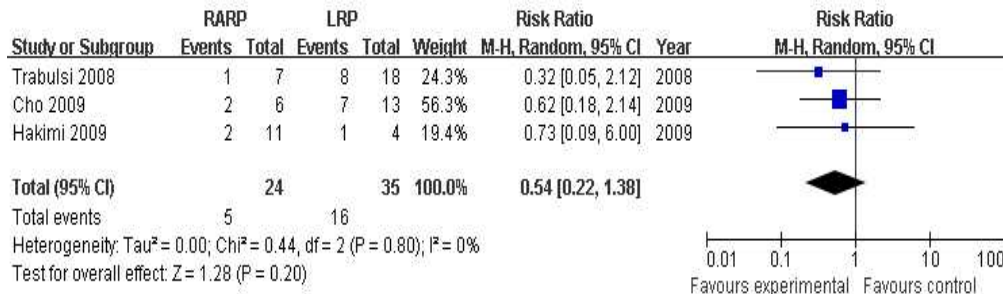 RARP LRP Risk Ratio Risk Ratio
Study or Subgroup Events Total Events Total Weight M-H, Random, 95% CI Year M-H, Random, 95% CI
Trabulsi 2008 1 7 8 18 24.3% 0.32 [0.05, 2.12] 2008
Cho 2009 2 6 7 13 56.3% 0.62 [0.18, 2.14] 2009
Hakimi 2009 2 11 1 4 19.4% 0.73 [0.09, 6.00] 2009
Total (95% CI) 24 35 100.0% 0.54 [0.22, 1.38]
Total events 5 16
Heterogeneity: Tau² = 0.00; Chi² = 0.44, df = 2 (P = 0.80); I² = 0%
Test for overall effect: Z = 1.28 (P = 0.20)
0.01 0.1 1 10 100
Favours experimental Favours control